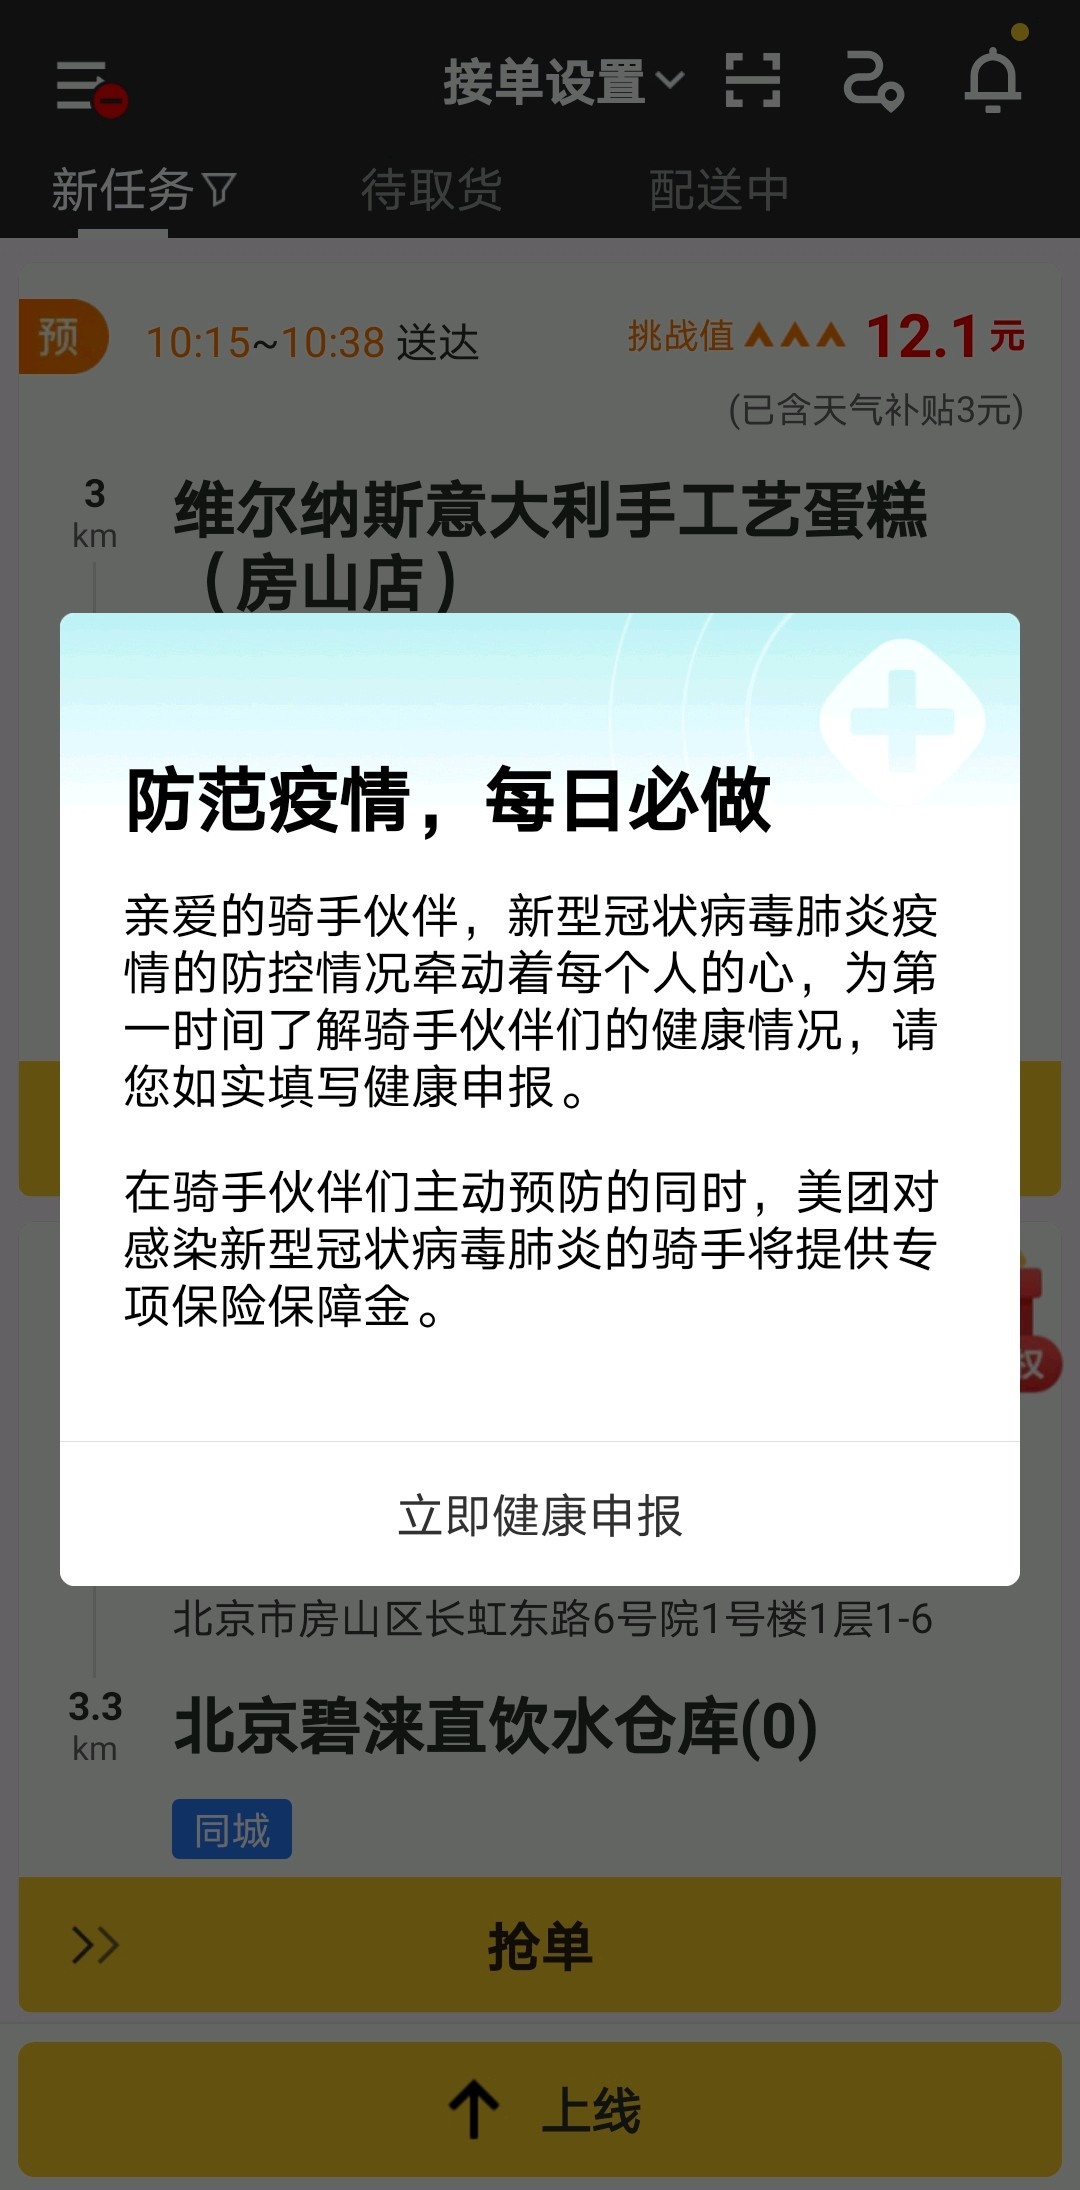 接单设置
新任务
待取货
配送中
预
10:15~10:38 送达
挑战值
12.1元
(已含天气补贴3元)
3
km
维尔纳斯意大利手工艺蛋糕
（房山店）
防范疫情，每日必做
亲爱的骑手伙伴，新型冠状病毒肺炎疫
情的防控情况牵动着每个人的心，为第
一时间了解骑手伙伴们的健康情况，请
您如实填写健康申报。
在骑手伙伴们主动预防的同时，美团对
感染新型冠状病毒肺炎的骑手将提供专
项保险保障金。
权
立即健康申报
北京市房山区长虹东路6号院1号楼1层1-6
3.3
km
北京碧涞直饮水仓库(0)
同城
抢单
上线